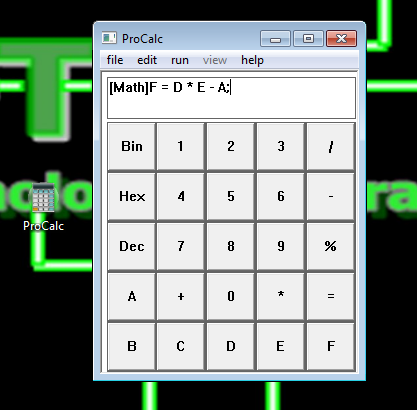 ProCalc
file edit run view help
[Math]F = D * E - A;
Bin 1 2 3 /
Hex 4 5 6 -
Dec 7 8 9 %
A + 0 * =
B C D E F
ProCalc